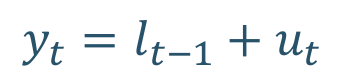 yₜ = lₜ₋₁ + uₜ